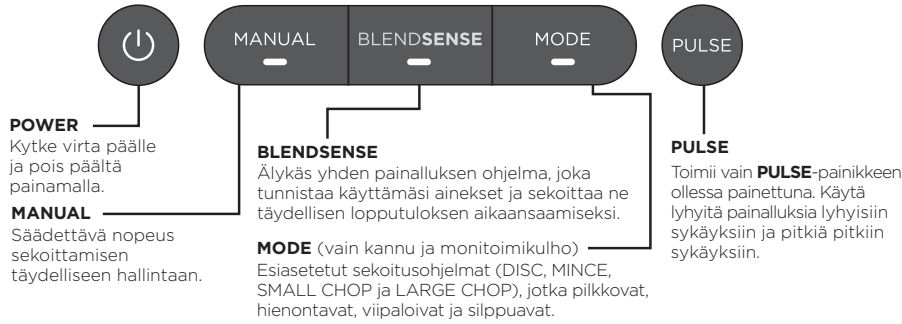 MANUAL
BLENDSENSE
MODE
PULSE
POWER
Kytke virta päälle
ja pois päältä
painamalla.
MANUAL
Säädettävä nopeus
sekoittamisen
täydelliseen hallintaan.
BLENDSENSE
Älykäs yhden painalluksen ohjelma, joka
tunnistaa käyttämäsi ainekset ja sekoittaa ne
täydellisen lopputuloksen aikaansaamiseksi.
MODE (vain kannu ja monitoimikulho)
Esiasetetut sekoitusohjelmat (DISC, MINCE,
SMALL CHOP ja LARGE CHOP), jotka pilkkovat,
hienontavat, viipaloivat ja silppuavat.
PULSE
Toimii vain PULSE-painikkeen
ollessa painettuna. Käytä
lyhyitä painalluksia lyhyisiin
sykäyksiin ja pitkiä pitkiin
sykäyksiin.